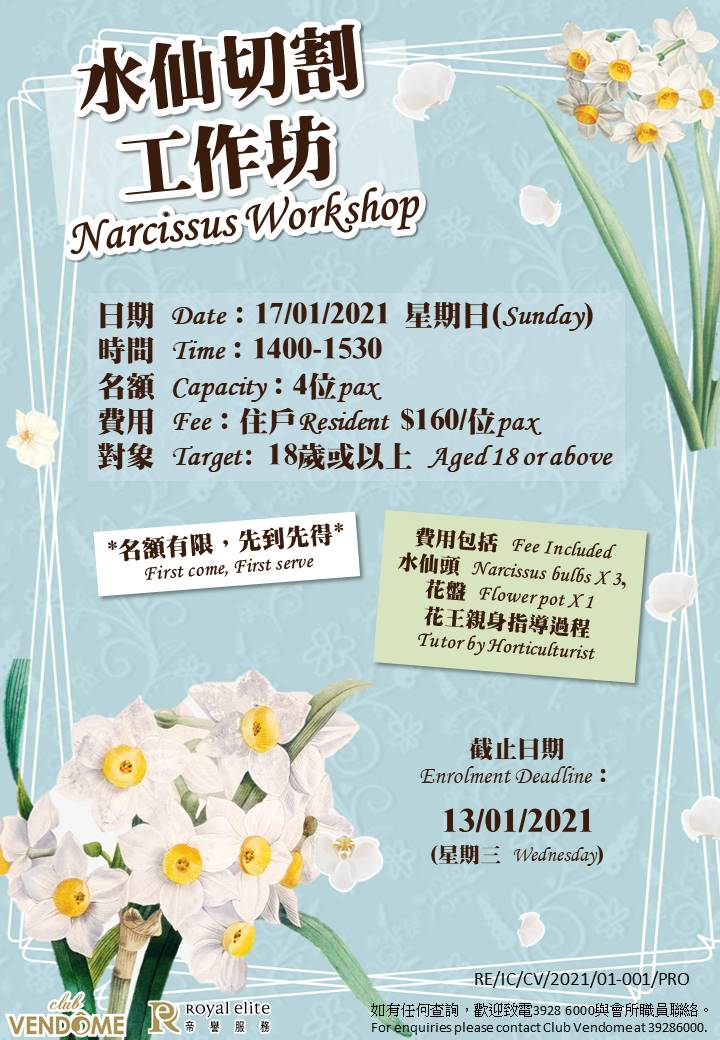 水仙切割
工作坊
Narcissus Workshop
日期 Date：17/01/2021 星期日(Sunday)
時間 Time：1400-1530
名額 Capacity：4位pax
費用 Fee：住戶Resident $160/位pax
對象 Target: 18歲或以上 Aged 18 or above
*名額有限，先到先得*
First come, First serve
費用包括 Fee Included
水仙頭 Narcissus bulbs X 3,
花盤 Flower pot X 1
花王親身指導過程
Tutor by Horticulturist
截止日期
Enrolment Deadline：
13/01/2021
(星期三 Wednesday)
RE/IC/CV/2021/01-001/PRO
club
VENDÔME
Royal elite
帝譽服務
如有任何查詢，歡迎致電3928 6000與會所職員聯絡。
For enquiries please contact Club Vendome at 39286000.